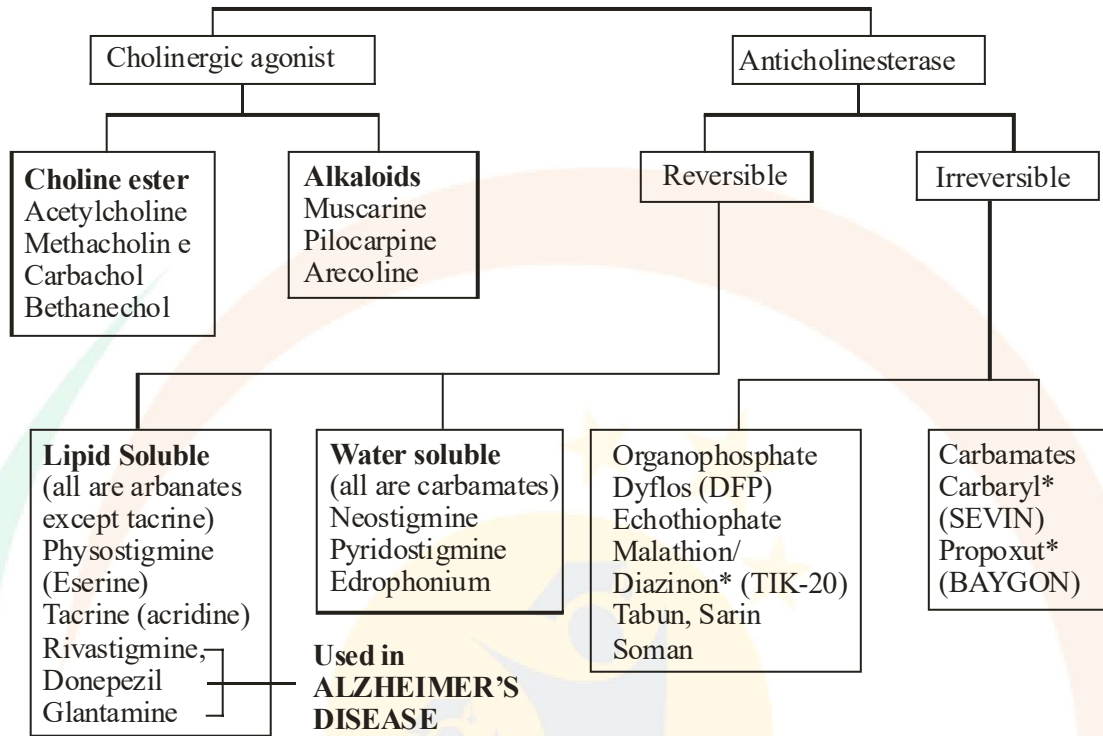 Cholinergic agonist
Anticholinesterase
Choline ester
Acetylcholine
Methacholin e
Carbachol
Bethanechol
Alkaloids
Muscarine
Pilocarpine
Arecoline
Reversible
Irreversible
Lipid Soluble
(all are arbanates
except tacrine)
Physostigmine
(Eserine)
Tacrine (acridine)
Rivastigmine,
Donepezil
Glantamine
Used in
ALZHEIMER'S
DISEASE
Water soluble
(all are carbamates)
Neostigmine
Pyridostigmine
Edrophonium
Organophosphate
Dyflos (DFP)
Echothiophate
Malathion/
Diazinon* (TIK-20)
Tabun, Sarin
Soman
Carbamates
Carbaryl*
(SEVIN)
Propoxut*
(BAYGON)